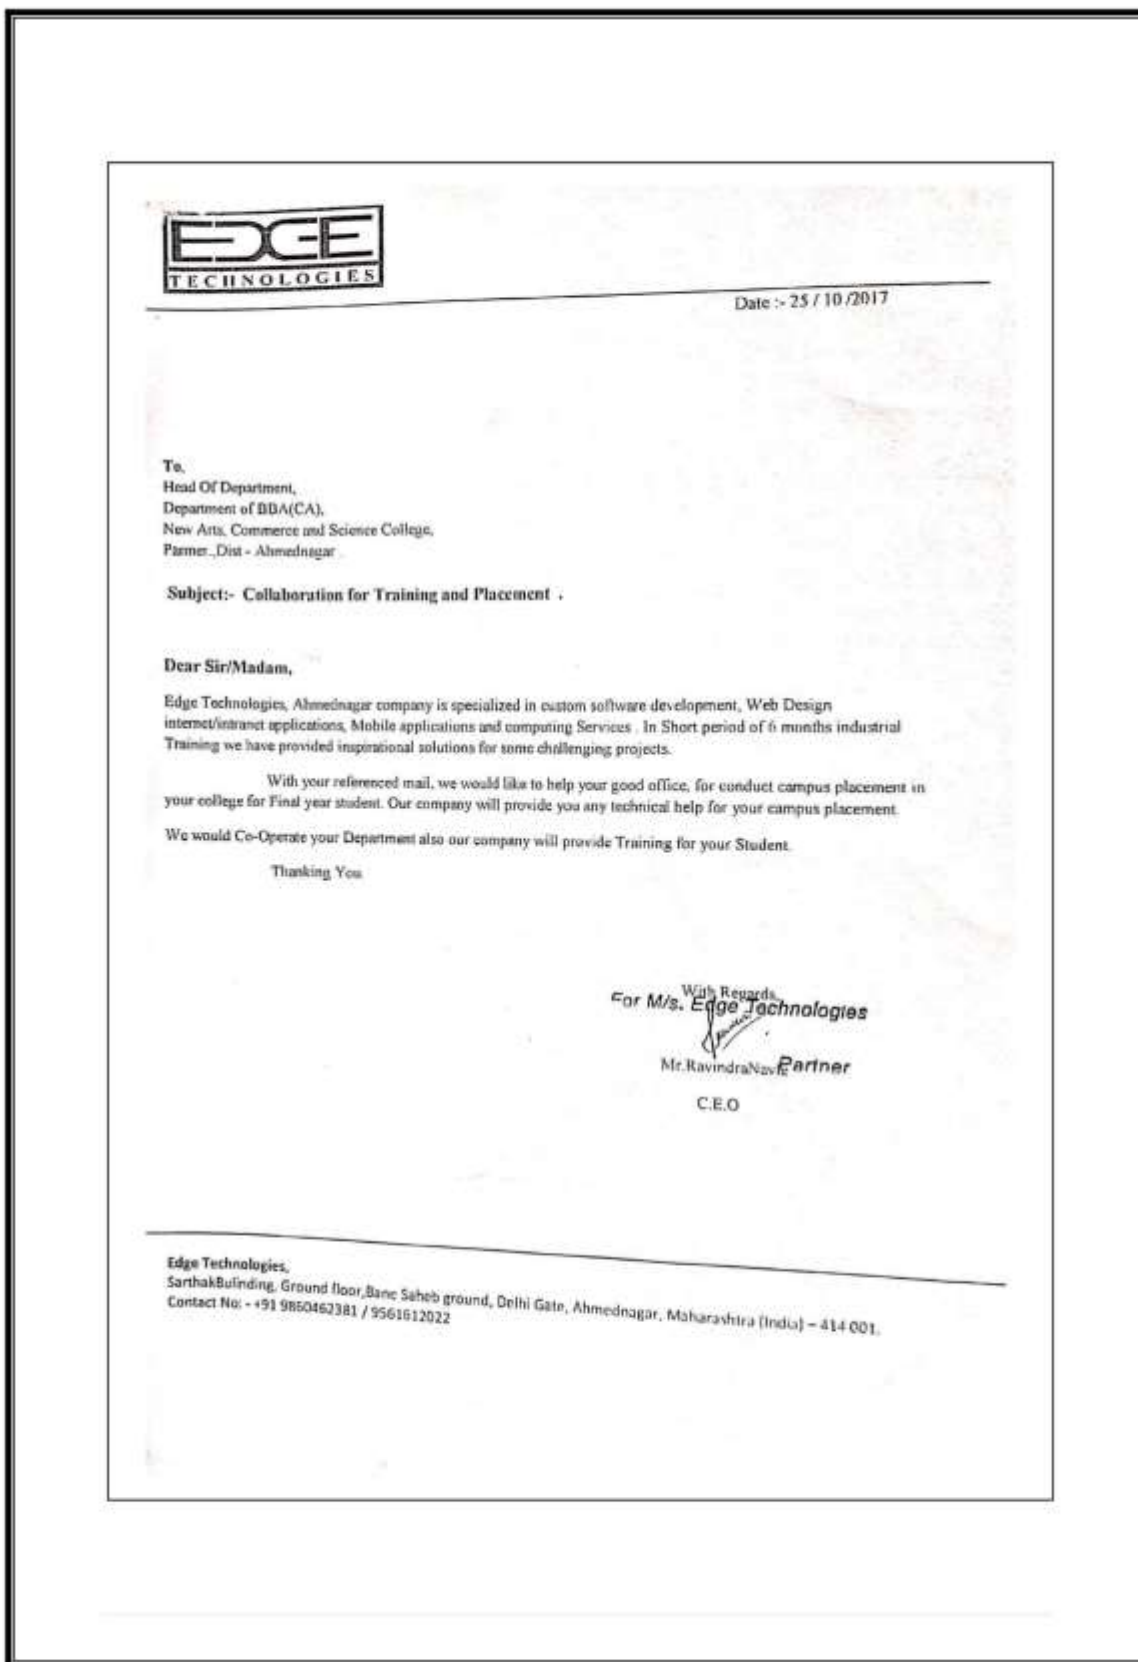 EDGE
TECHNOLOGIES
Date :- 25 / 10 /2017
To,
Head Of Department,
Department of BBA(CA),
New Arts, Commerce and Science College,
Parner.,Dist - Ahmednagar
Subject:- Collaboration for Training and Placement .
Dear Sir/Madam,
Edge Technologies, Ahmednagar company is specialized in custom software development, Web Design
internet/intranet applications, Mobile applications and computing Services . In Short period of 6 months industrial
Training we have provided inspirational solutions for some challenging projects.
With your referenced mail, we would like to help your good office, for conduct campus placement in
your college for Final year student. Our company will provide you any technical help for your campus placement.
We would Co-Operate your Department also our company will provide Training for your Student.
Thanking You
With Regards,
For M/s. Edge Technologies
Mr.Ravindra
Partner
C.E.O
Edge Technologies,
SarthakBulinding, Ground floor,Bane Saheb ground, Delhi Gate, Ahmednagar, Maharashtra (India) – 414 001.
Contact No: - +91 9860462381 / 9561612022